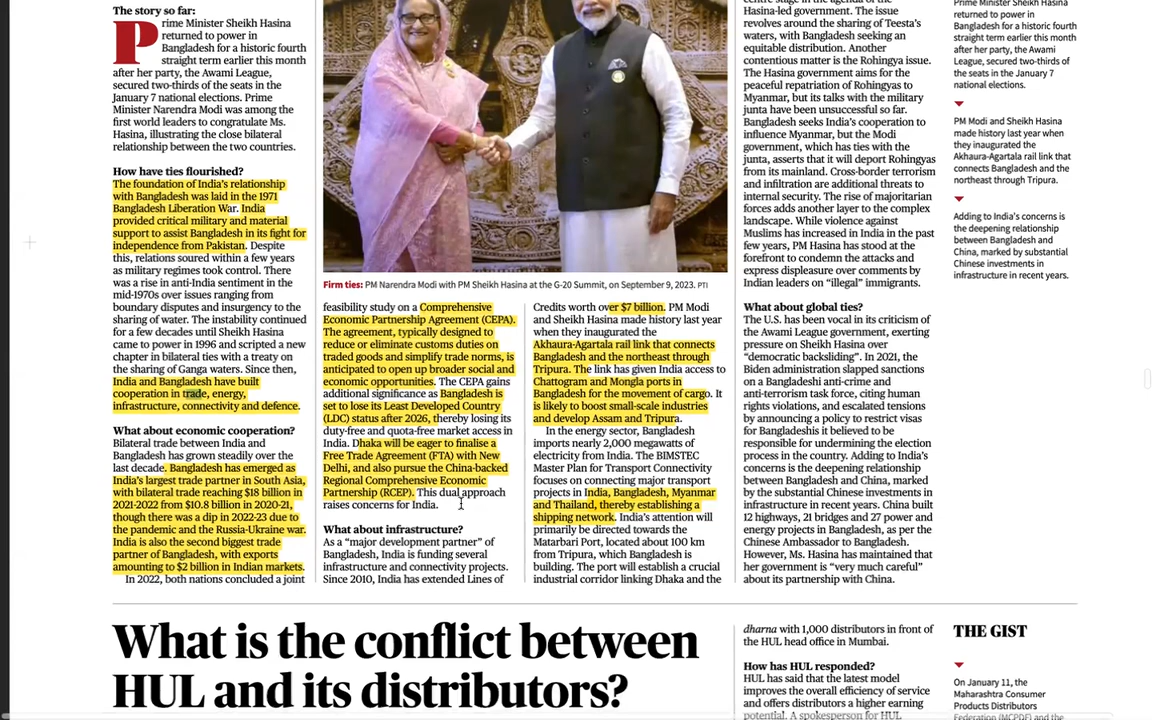 The story so far:
Prime Minister Sheikh Hasina
returned to power in
Bangladesh for a historic fourth
straight term earlier this month
after her party, the Awami League,
secured two-thirds of the seats in the
January 7 national elections. Prime
Minister Narendra Modi was among the
first world leaders to congratulate Ms.
Hasina, illustrating the close bilateral
relationship between the two countries.
How have ties flourished?
The foundation of India's relationship
with Bangladesh was laid in the 1971
Bangladesh Liberation War. India
provided critical military and material
support to assist Bangladesh in its fight for
independence from Pakistan. Despite
this, relations soured within a few years
as military regimes took control. There
was a rise in anti-India sentiment in the
mid-1970s over issues ranging from
boundary disputes and insurgency to the
sharing of water. The instability continued
for a few decades until Sheikh Hasina
came to power in 1996 and scripted a new
chapter in bilateral ties with a treaty on
the sharing of Ganga waters. Since then,
India and Bangladesh have built
cooperation in trade, energy,
infrastructure, connectivity and defence.
What about economic cooperation?
Bilateral trade between India and
Bangladesh has grown steadily over the
last decade. Bangladesh has emerged as
India's largest trade partner in South Asia,
with bilateral trade reaching $18 billion in
2021-2022 from $10.8 billion in 2020-21,
though there was a dip in 2022-23 due to
the pandemic and the Russia-Ukraine war.
India is also the second biggest trade
partner of Bangladesh, with exports
amounting to $2 billion in Indian markets.
In 2022, both nations concluded a joint
Firm ties: PM Narendra Modi with PM Sheikh Hasina at the G-20 Summit, on September 9, 2023. PTI
feasibility study on a Comprehensive
Economic Partnership Agreement (CEPA).
The agreement, typically designed to
reduce or eliminate customs duties on
traded goods and simplify trade norms, is
anticipated to open up broader social and
economic opportunities. The CEPA gains
additional significance as Bangladesh is
set to lose its Least Developed Country
(LDC) status after 2026, thereby losing its
duty-free and quota-free market access in
India. Dhaka will be eager to finalise a
Free Trade Agreement (FTA) with New
Delhi, and also pursue the China-backed
Regional Comprehensive Economic
Partnership (RCEP). This dual approach
raises concerns for India.
What about infrastructure?
As a “major development partner” of
Bangladesh, India is funding several
infrastructure and connectivity projects.
Since 2010, India has extended Lines of
Credits worth over $7 billion. PM Modi
and Sheikh Hasina made history last year
when they inaugurated the
Akhaura-Agartala rail link that connects
Bangladesh and the northeast through
Tripura. The link has given India access to
Chattogram and Mongla ports in
Bangladesh for the movement of cargo. It
is likely to boost small-scale industries
and develop Assam and Tripura.
In the energy sector, Bangladesh
imports nearly 2,000 megawatts of
electricity from India. The BIMSTEC
Master Plan for Transport Connectivity
focuses on connecting major transport
projects in India, Bangladesh, Myanmar
and Thailand, thereby establishing a
shipping network. India's attention will
primarily be directed towards the
Matarbari Port, located about 100 km
from Tripura, which Bangladesh is
building. The port will establish a crucial
industrial corridor linking Dhaka and the
Hasina-led government. The issue
revolves around the sharing of Teesta's
waters, with Bangladesh seeking an
equitable distribution. Another
contentious matter is the Rohingya issue.
The Hasina government aims for the
peaceful repatriation of Rohingyas to
Myanmar, but its talks with the military
junta have been unsuccessful so far.
Bangladesh seeks India's cooperation to
influence Myanmar, but the Modi
government, which has ties with the
junta, asserts that it will deport Rohingyas
from its mainland. Cross-border terrorism
and infiltration are additional threats to
internal security. The rise of majoritarian
forces adds another layer to the complex
landscape. While violence against
Muslims has increased in India in the past
few years, PM Hasina has stood at the
forefront to condemn the attacks and
express displeasure over comments by
Indian leaders on “illegal” immigrants.
What about global ties?
The U.S. has been vocal in its criticism of
the Awami League government, exerting
pressure on Sheikh Hasina over
“democratic backsliding”. In 2021, the
Biden administration slapped sanctions
on a Bangladeshi anti-crime and
anti-terrorism task force, citing human
rights violations, and escalated tensions
by announcing a policy to restrict visas
for Bangladeshis it believed to be
responsible for undermining the election
process in the country. Adding to India's
concerns is the deepening relationship
between Bangladesh and China, marked
by the substantial Chinese investments in
infrastructure in recent years. China built
12 highways, 21 bridges and 27 power and
energy projects in Bangladesh, as per the
Chinese Ambassador to Bangladesh.
However, Ms. Hasina has maintained that
her government is “very much careful”
about its partnership with China.
Prime Minister Sheikh Hasina
returned to power in
Bangladesh for a historic fourth
straight term earlier this month
after her party, the Awami
League, secured two-thirds of
the seats in the January 7
national elections.
PM Modi and Sheikh Hasina
made history last year when
they inaugurated the
Akhaura-Agartala rail link that
connects Bangladesh and the
northeast through Tripura.
Adding to India's concerns is
the deepening relationship
between Bangladesh and
China, marked by substantial
Chinese investments in
infrastructure in recent years.
What is the conflict between
HUL and its distributors?
dharna with 1,000 distributors in front of
the HUL head office in Mumbai.
How has HUL responded?
HUL has said that the latest model
improves the overall efficiency of service
and offers distributors a higher earning
potential. A spokesperson for HUL
THE GIST
On January 11, the
Maharashtra Consumer
Products Distributors
Federation (MCPDF) and the